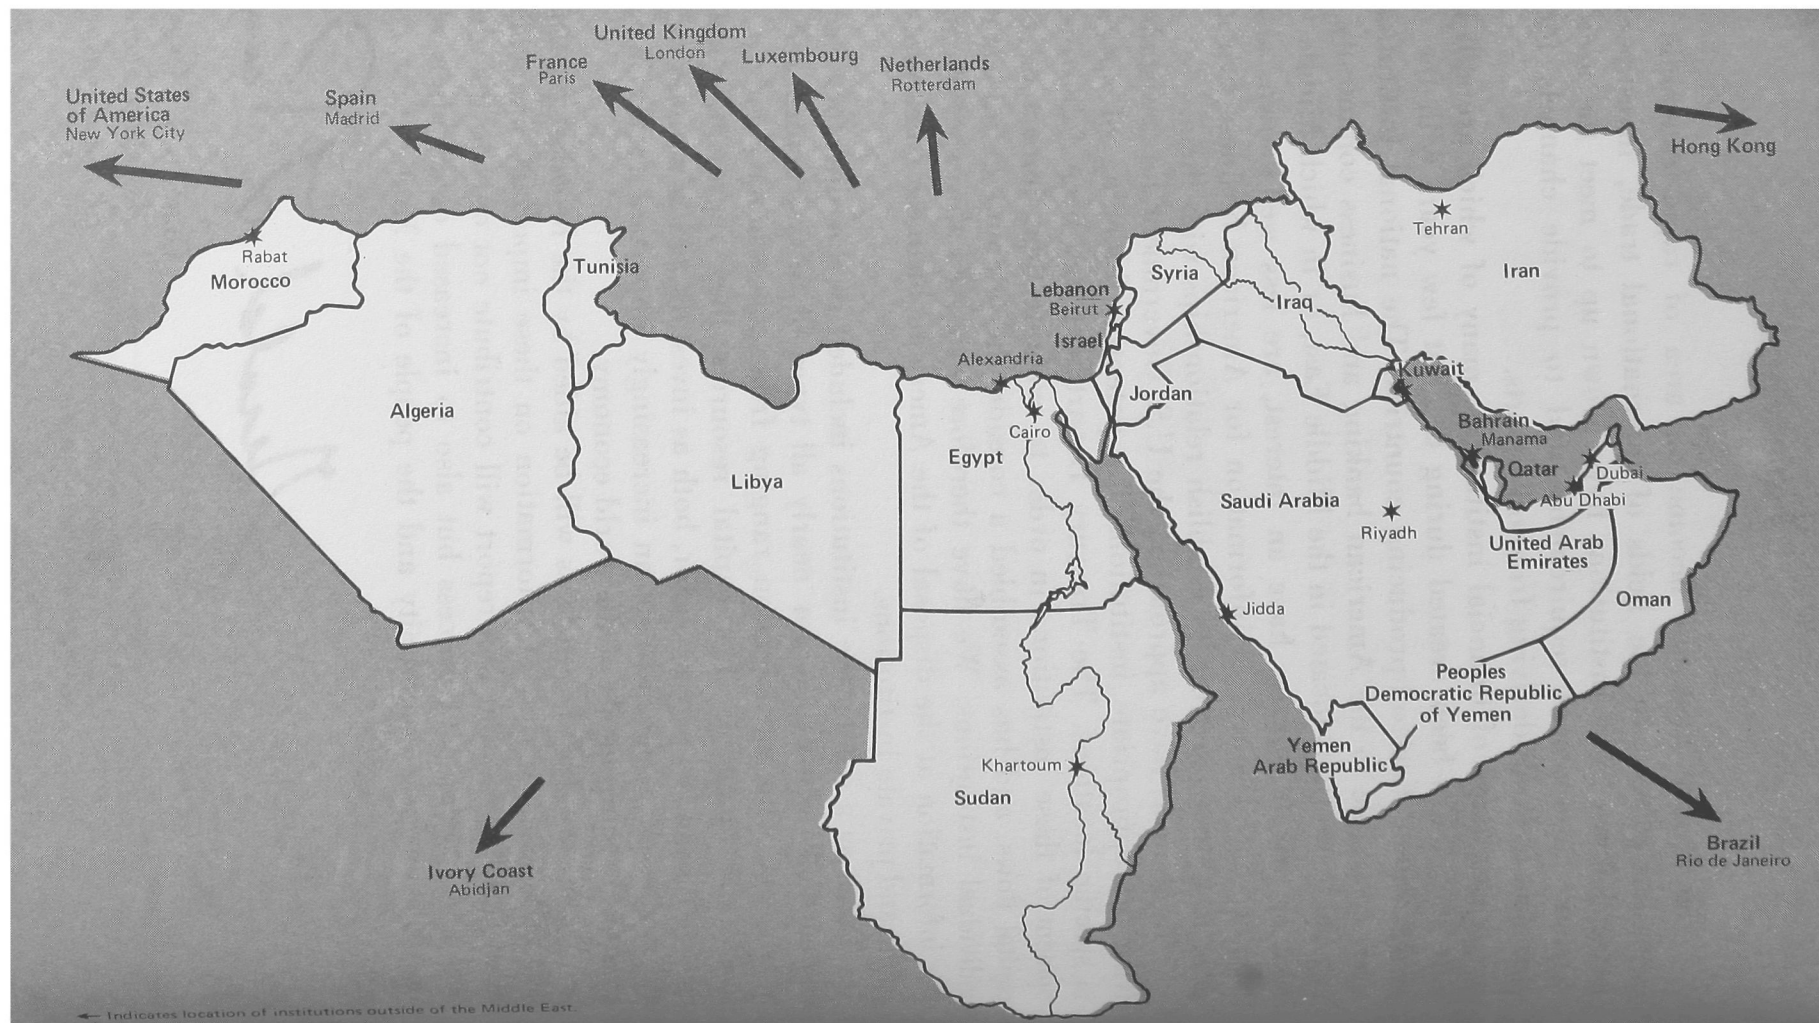 United States
of America
New York City
Spain
Madrid
France
Paris
United Kingdom
London
Luxembourg
Netherlands
Rotterdam
Hong Kong
Rabat
Morocco
Algeria
Tunisia
Libya
Alexandria
Cairo
Egypt
Lebanon
Beirut
Israel
Syria
Iraq
Jordan
Tehran
Iran
Kuwait
Bahrain
Manama
Qatar
Dubai
Abu Dhabi
Saudi Arabia
Riyadh
United Arab
Emirates
Oman
Jidda
Peoples
Democratic Republic
of Yemen
Yemen
Arab Republic
Khartoum
Sudan
Ivory Coast
Abidjan
Brazil
Rio de Janeiro
← Indicates location of institutions outside of the Middle East.